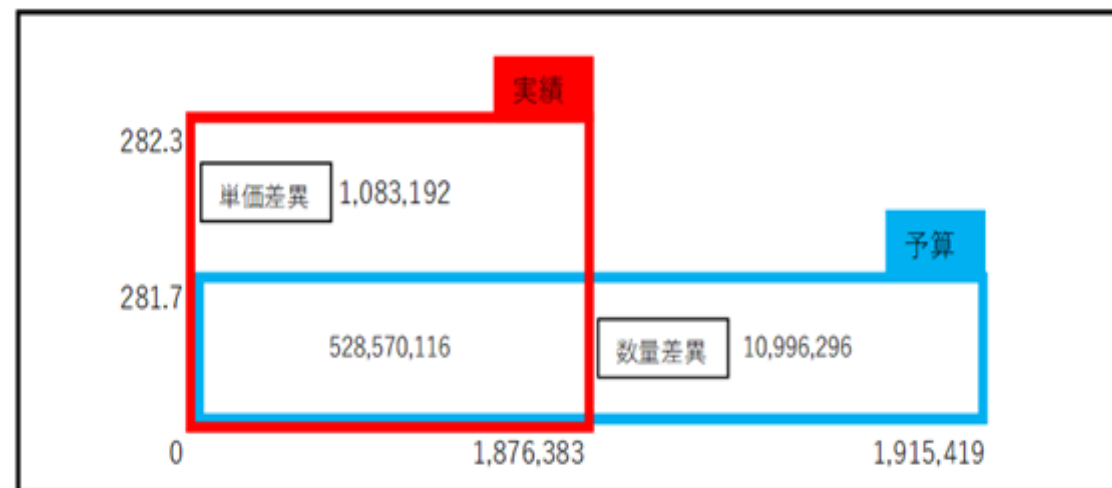 実績
282.3
単価差異 1,083,192
予算
281.7
528,570,116 数量差異 10,996,296
0 1,876,383 1,915,419